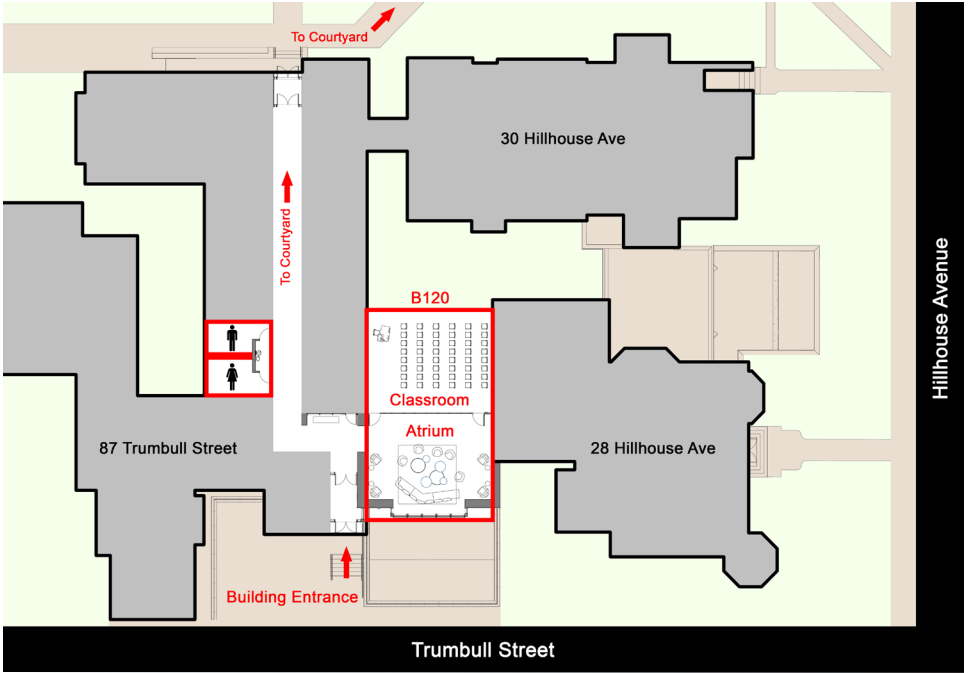 To Courtyard
30 Hillhouse Ave
To Courtyard
Hillhouse Avenue
B120
Classroom
Atrium
87 Trumbull Street
28 Hillhouse Ave
Building Entrance
Trumbull Street